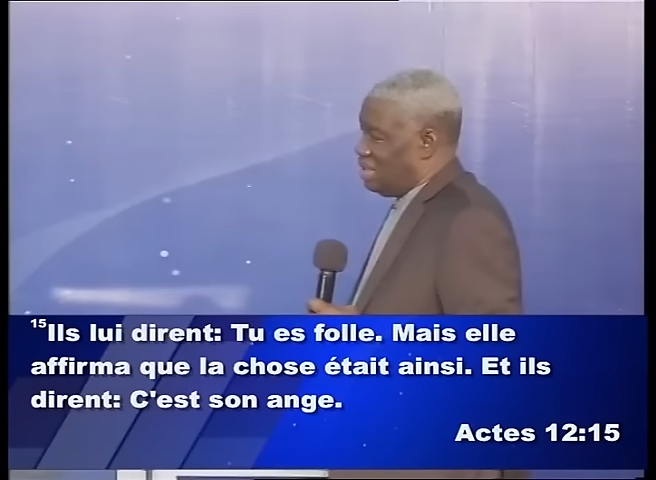 ¹⁵Ils lui dirent: Tu es folle. Mais elle
affirma que la chose était ainsi. Et ils
dirent: C'est son ange.
Actes 12:15